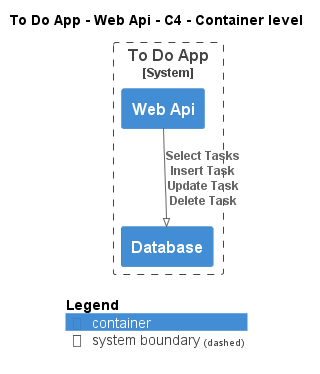 To Do App - Web Api - C4 - Container level
To Do App
[System]
Web Api
Select Tasks
Insert Task
Update Task
Delete Task
Database
Legend
container
system boundary (dashed)